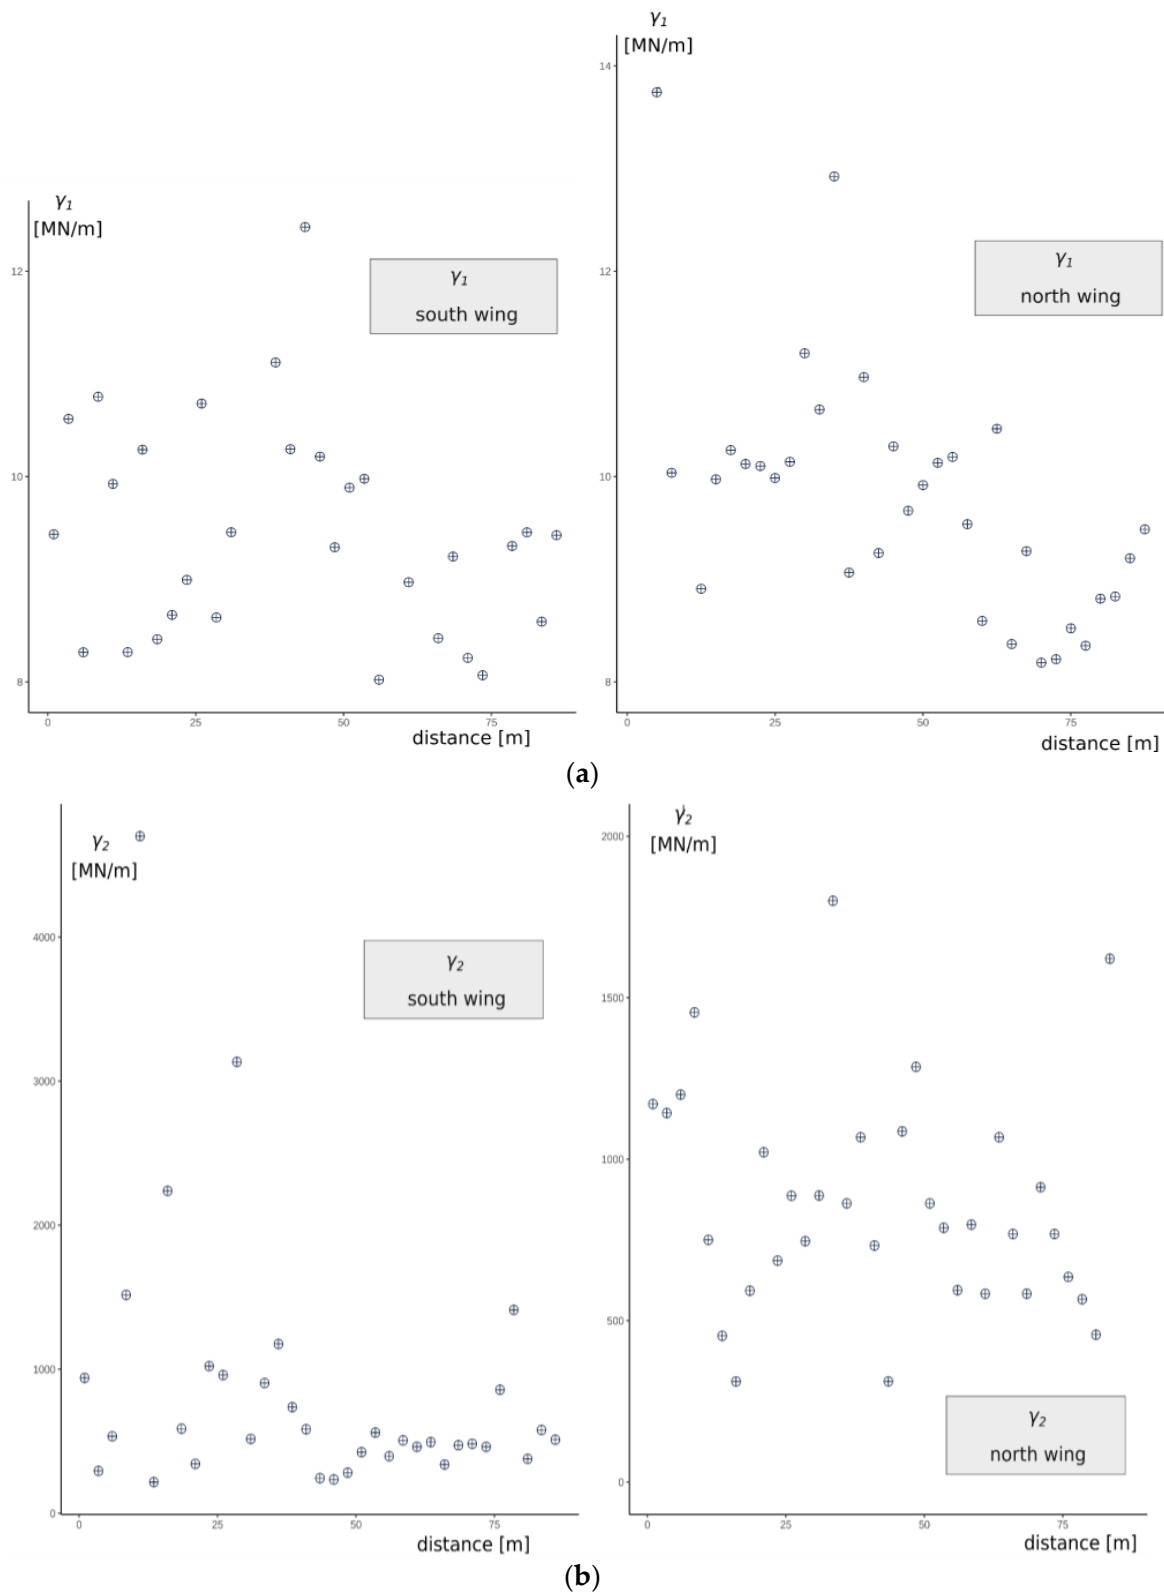 γ1
[MN/m]
12
10
8
γ1
south wing
0
25
50
75
distance [m]
γ1
[MN/m]
14
12
10
8
γ1
north wing
0
25
50
75
distance [m]
(a)
γ2
[MN/m]
4000
3000
2000
1000
0
γ2
south wing
0
25
50
75
distance [m]
γ2
[MN/m]
2000
1500
1000
500
0
γ2
north wing
0
25
50
75
distance [m]
(b)